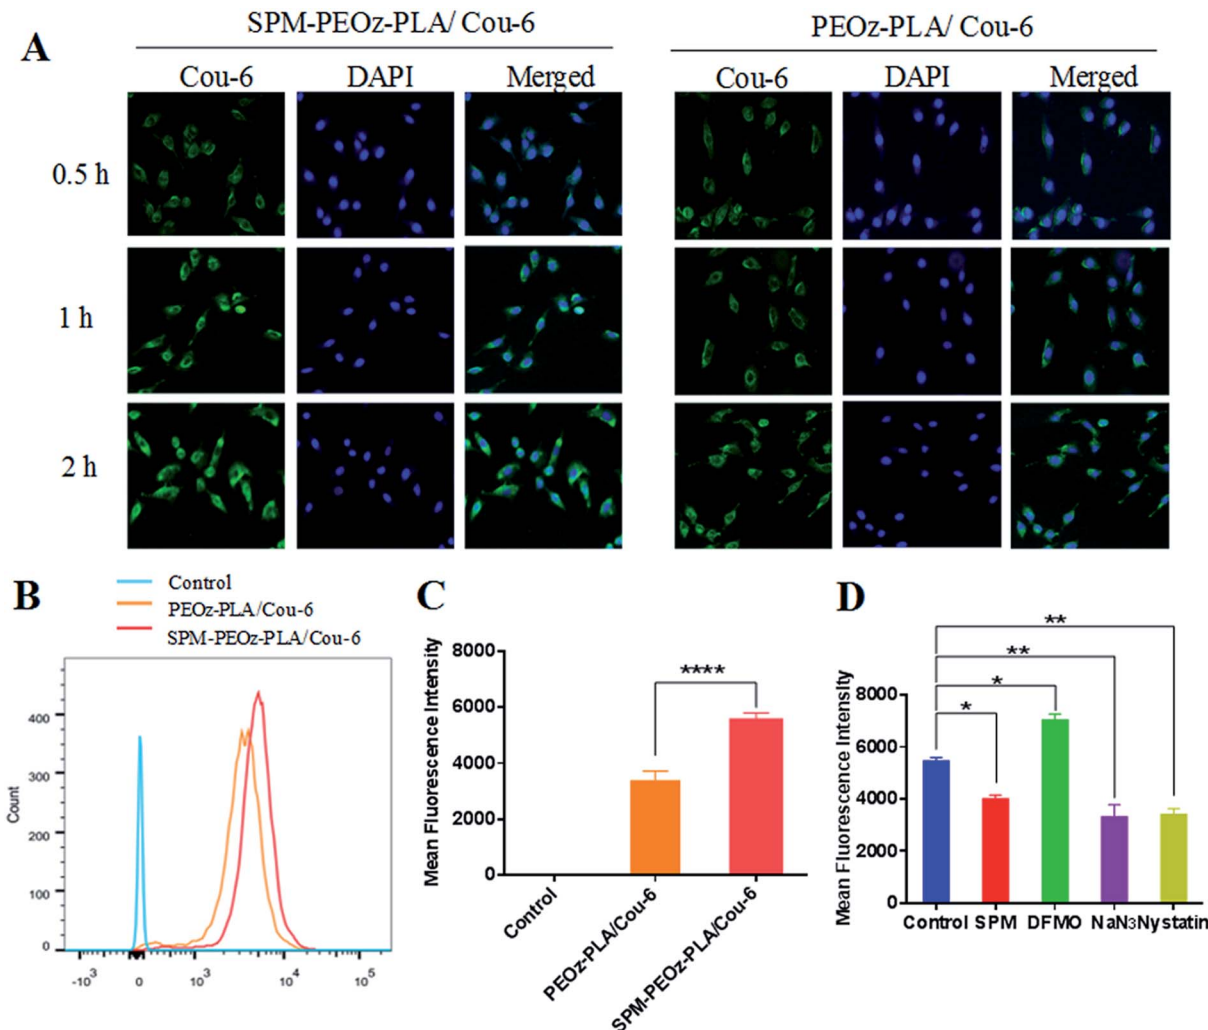 SPM-PEOz-PLA/ Cou-6
PEOz-PLA/ Cou-6
A
Cou-6
DAPI
Merged
Cou-6
DAPI
Merged
0.5 h
1 h
2 h
B
Control
PEOz-PLA/Cou-6
SPM-PEOz-PLA/Cou-6
Count
400
300
200
100
0
-10³
0
10³
10⁴
10⁵
C
Mean Fluorescence Intensity
8000
6000
4000
2000
0
****
Control
PEOz-PLA/Cou-6
SPM-PEOz-PLA/Cou-6
D
Mean Fluorescence Intensity
8000
6000
4000
2000
0
**
**
*
*
Control
SPM
DFMO
NaN3
Nystatin